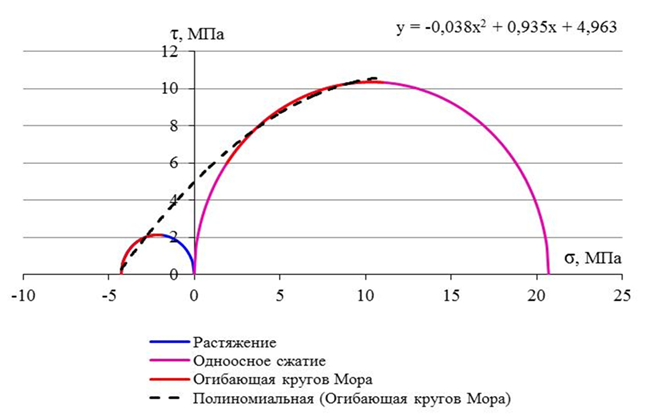 τ, МПа
y = -0,038x² + 0,935x + 4,963
12
10
8
6
4
2
0
σ, МПа
-10 -5 0 5 10 15 20 25
Растяжение
Одноосное сжатие
Огибающая кругов Мора
Полиномиальная (Огибающая кругов Мора)